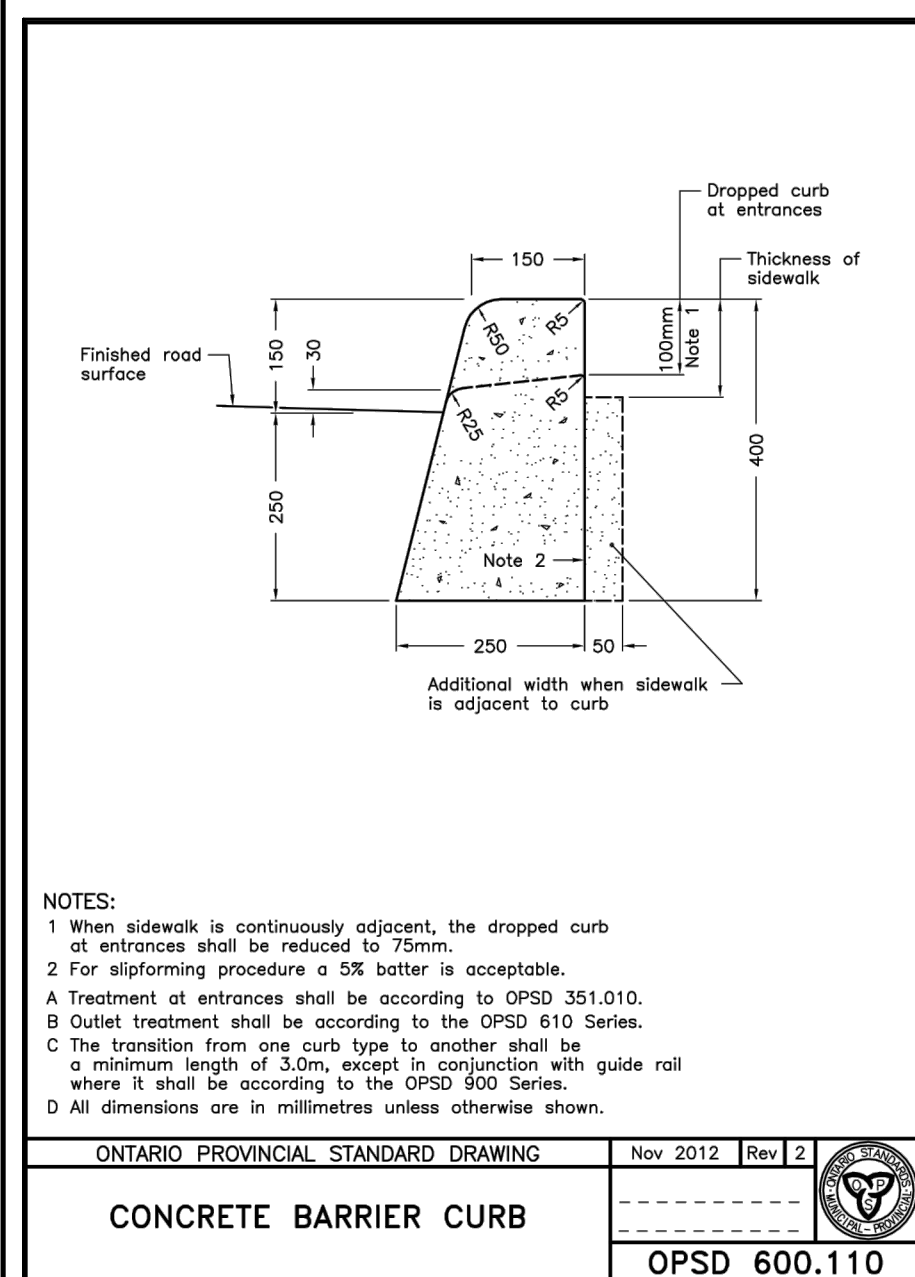 Dropped curb
at entrances
150
Thickness of
sidewalk
Finished road
surface
150
30
R50
R5
100mm
Note 1
R25
R5
400
250
Note 2
250
50
Additional width when sidewalk
is adjacent to curb
NOTES:
1 When sidewalk is continuously adjacent, the dropped curb
at entrances shall be reduced to 75mm.
2 For slipforming procedure a 5% batter is acceptable.
A Treatment at entrances shall be according to OPSD 351.010.
B Outlet treatment shall be according to the OPSD 610 Series.
C The transition from one curb type to another shall be
a minimum length of 3.0m, except in conjunction with guide rail
where it shall be according to the OPSD 900 Series.
D All dimensions are in millimetres unless otherwise shown.
ONTARIO PROVINCIAL STANDARD DRAWING
Nov 2012 Rev 2
CONCRETE BARRIER CURB
ONTARIO STANDARDS
MUNICIPAL - PROVINCIAL
OPS
OPSD 600.110